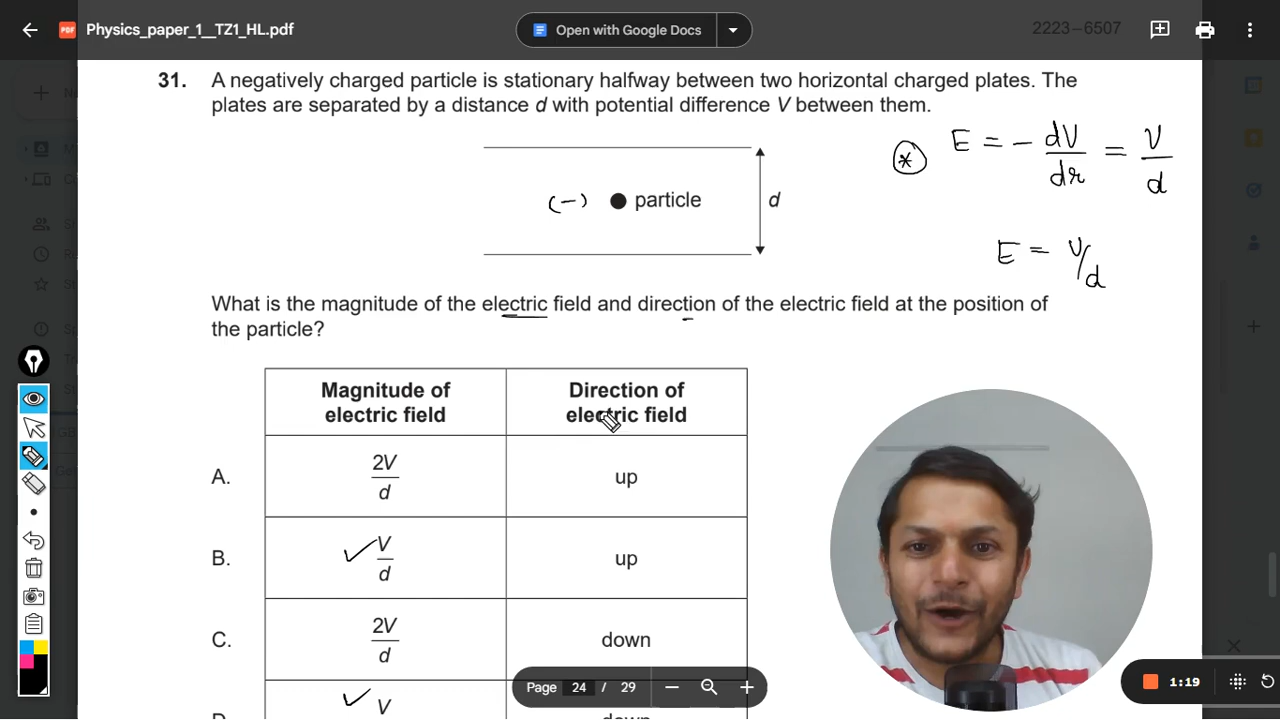 Physics_paper_1__TZ1_HL.pdf
Open with Google Docs
2223–6507
31. A negatively charged particle is stationary halfway between two horizontal charged plates. The
plates are separated by a distance d with potential difference V between them.
* E = - dV/dr = V/d
(-) particle
d
E = V/d
What is the magnitude of the electric field and direction of the electric field at the position of
the particle?
Magnitude of electric field Direction of electric field
A. 2V/d up
B. ✓ V/d up
C. 2V/d down
✓ V down
Page 24 / 29
1:19